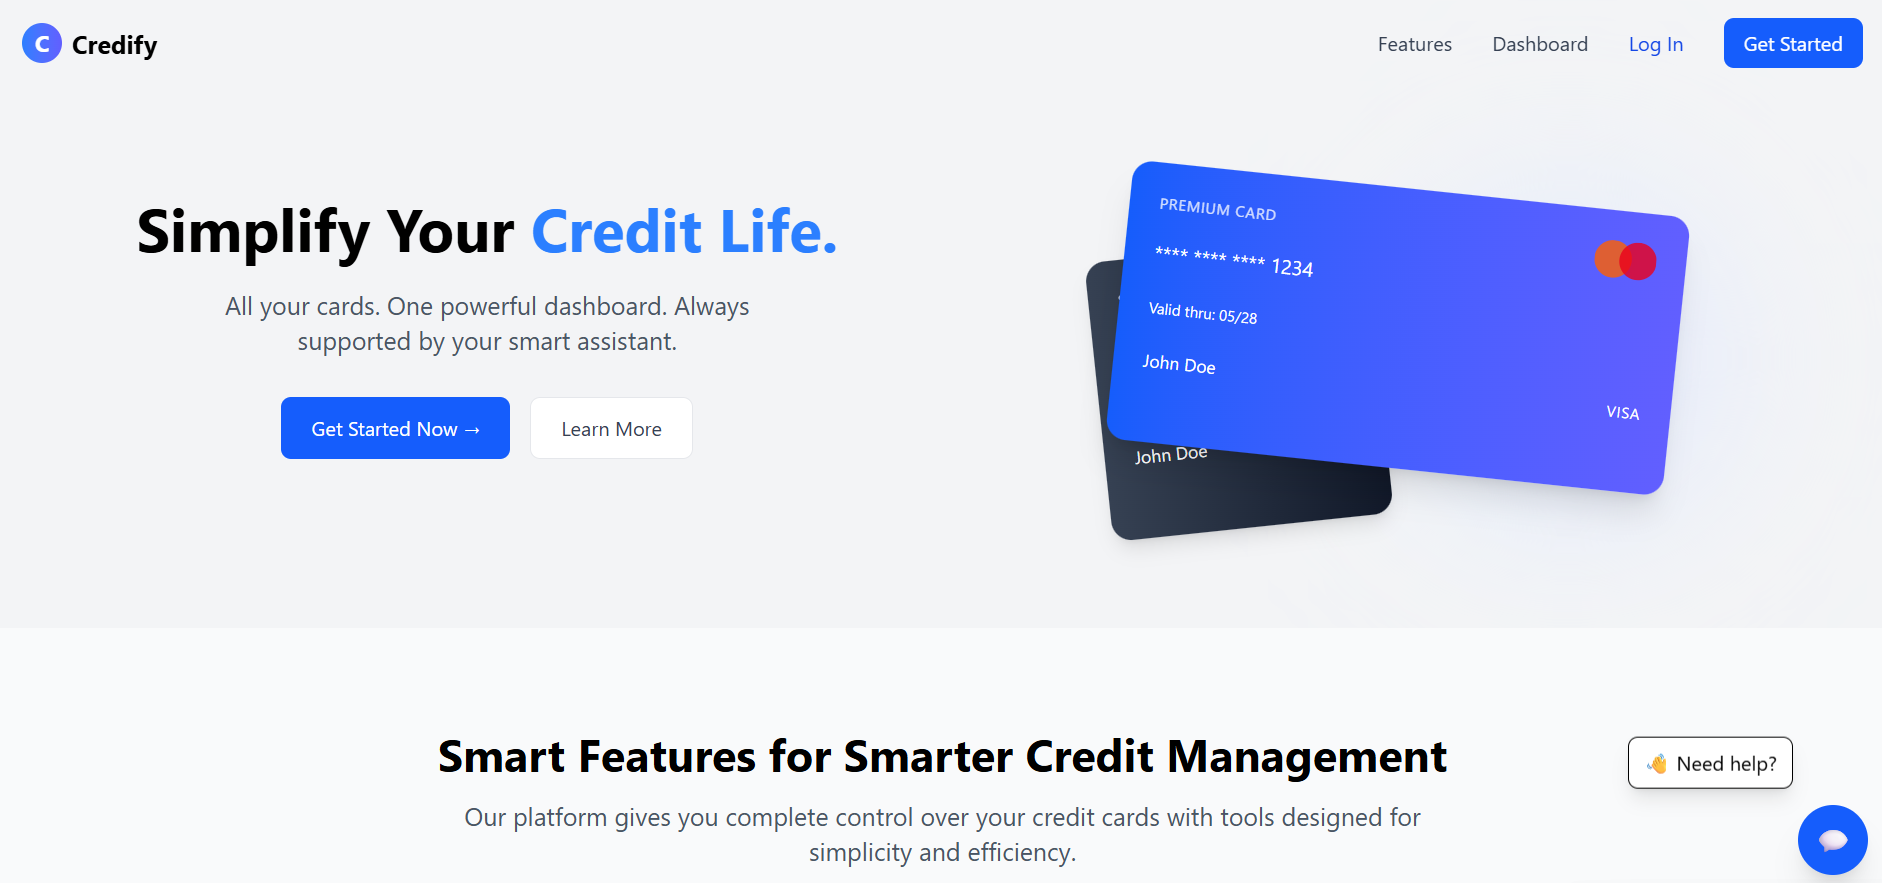 C Credify
Features
Dashboard
Log In
Get Started
Simplify Your Credit Life.
All your cards. One powerful dashboard. Always
supported by your smart assistant.
Get Started Now →
Learn More
PREMIUM CARD
**** **** **** 1234
Valid thru: 05/28
John Doe
VISA
John Doe
Smart Features for Smarter Credit Management
Our platform gives you complete control over your credit cards with tools designed for
simplicity and efficiency.
👋 Need help?